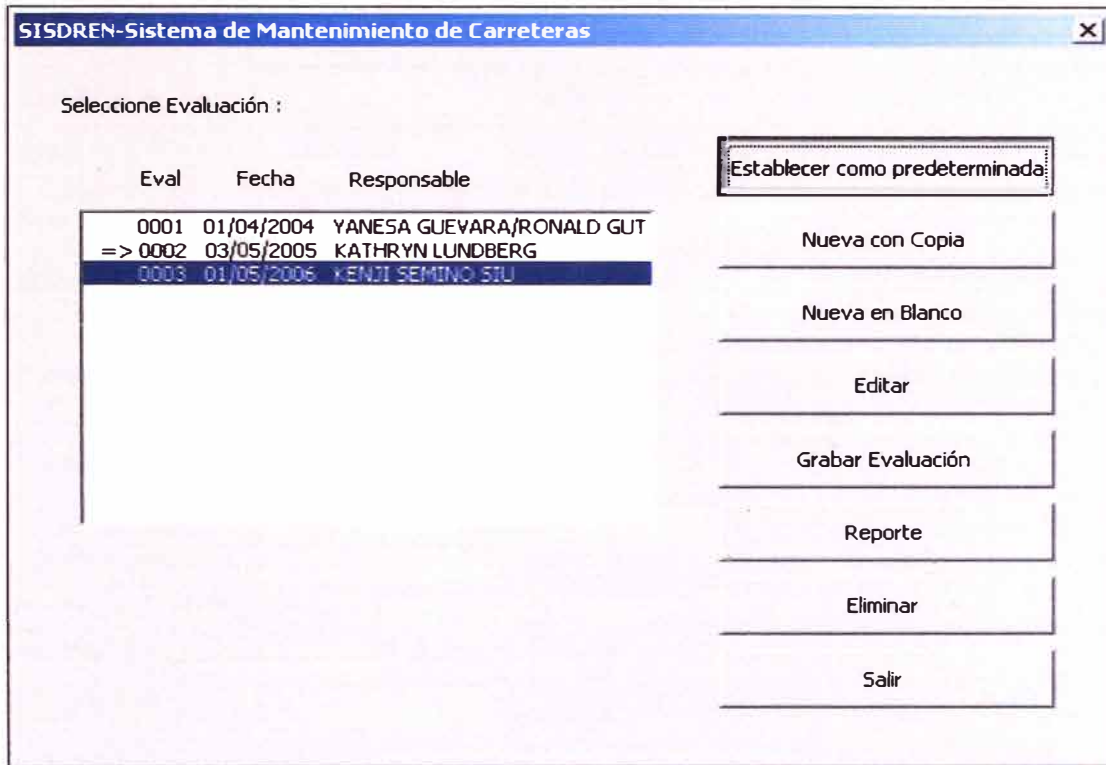 SISDREN-Sistema de Mantenimiento de Carreteras
Seleccione Evaluación :
Eval Fecha Responsable
0001 01/04/2004 YANESA GUEVARA/RONALD GUT
=> 0002 03/05/2005 KATHRYN LUNDBERG
0003 01/05/2006 KENJI SEMINO SIU
Establecer como predeterminada
Nueva con Copia
Nueva en Blanco
Editar
Grabar Evaluación
Reporte
Eliminar
Salir